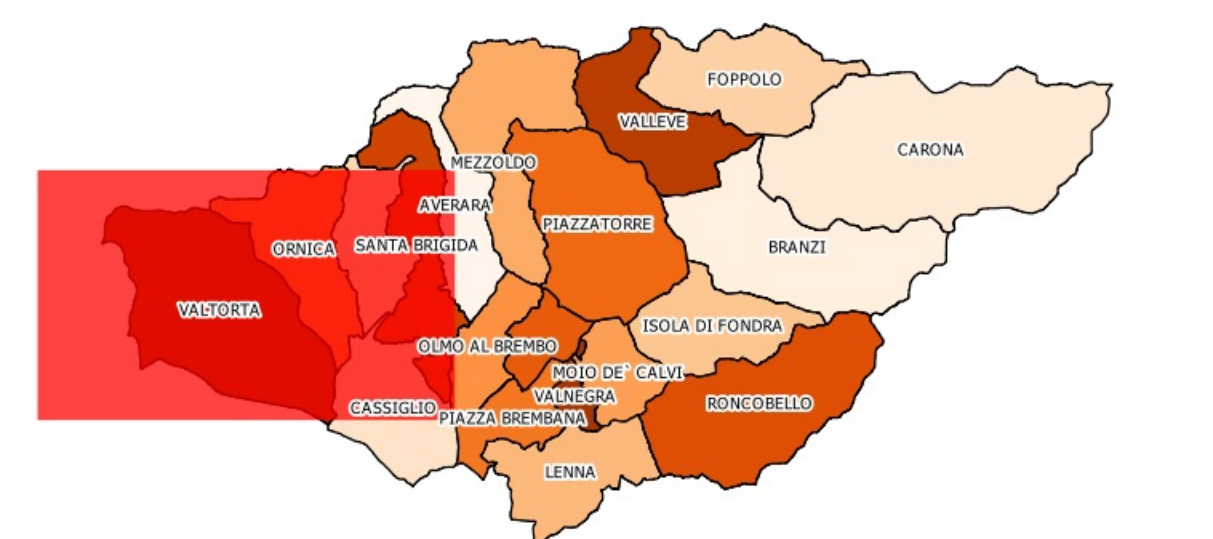 FOPPOLO
VALLEVE
CARONA
MEZZOLDO
AVERARA
PIAZZATORRE
ORNICA
SANTA BRIGIDA
BRANZI
VALTORTA
ISOLA DI FONDRA
OLMO AL BREMBO
MOIO DE` CALVI
VALNEGRA
RONCOBELLO
CASSIGLIO
PIAZZA BREMBANA
LENNA